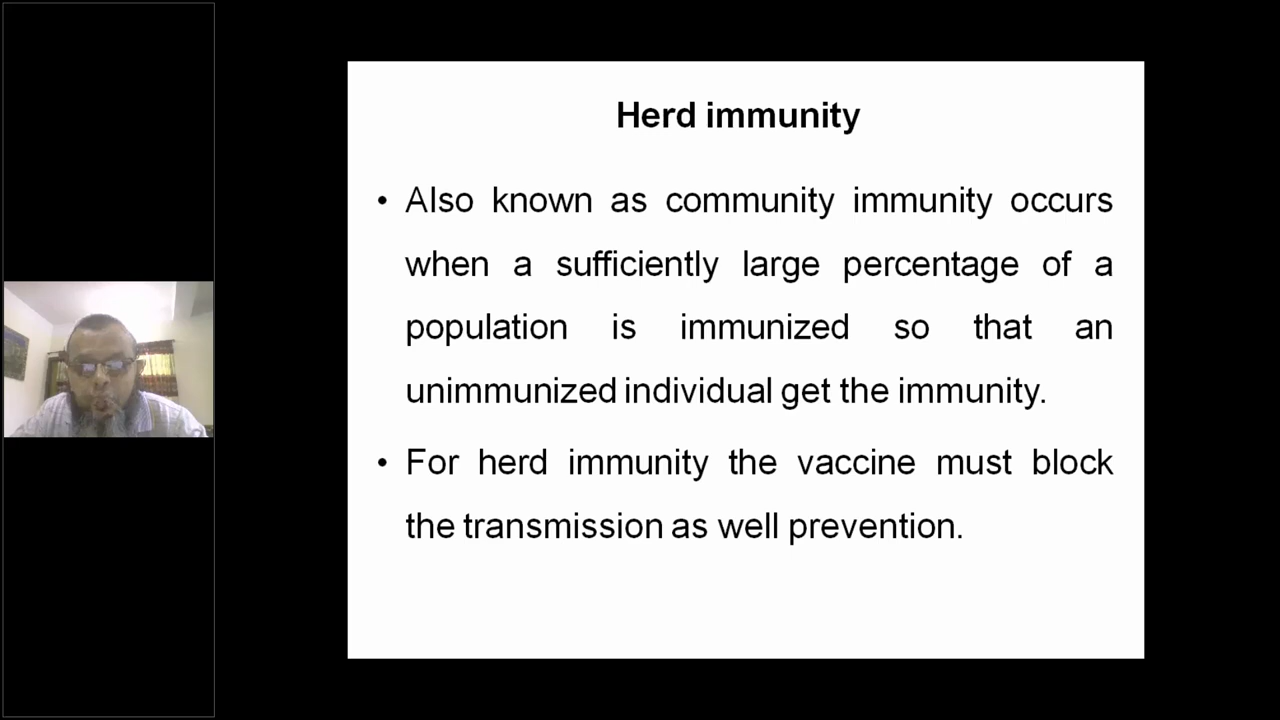 Herd immunity
• Also known as community immunity occurs
when a sufficiently large percentage of a
population is immunized so that an
unimmunized individual get the immunity.
• For herd immunity the vaccine must block
the transmission as well prevention.